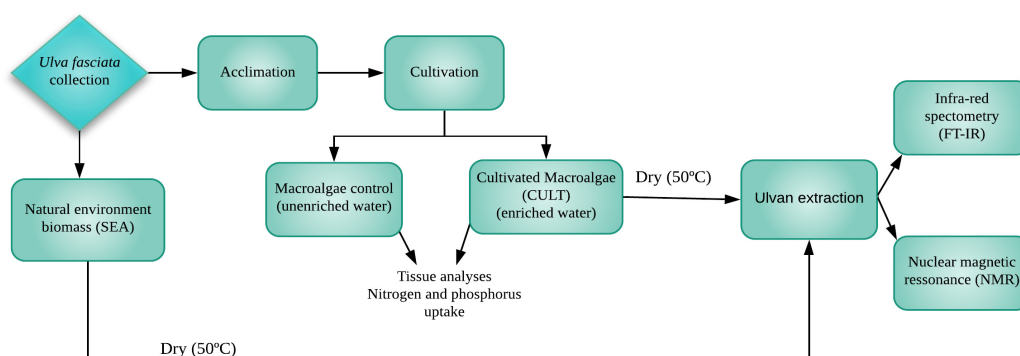 Ulva fasciata
collection
Acclimation
Cultivation
Infra-red
spectometry
(FT-IR)
Natural environment
biomass (SEA)
Macroalgae control
(unenriched water)
Cultivated Macroalgae
(CULT)
(enriched water)
Dry (50ºC)
Ulvan extraction
Nuclear magnetic
ressonance (NMR)
Tissue analyses
Nitrogen and phosphorus
uptake
Dry (50ºC)